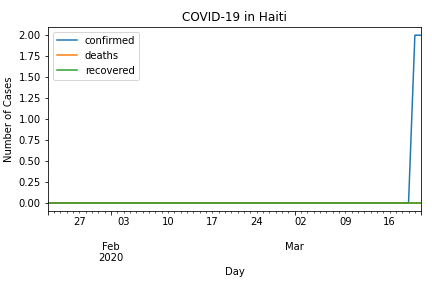 COVID-19 in Haiti
confirmed
deaths
recovered
2.00
1.75
1.50
1.25
1.00
0.75
0.50
0.25
0.00
Number of Cases
27 03 10 17 24 02 09 16
Feb Mar
2020
Day